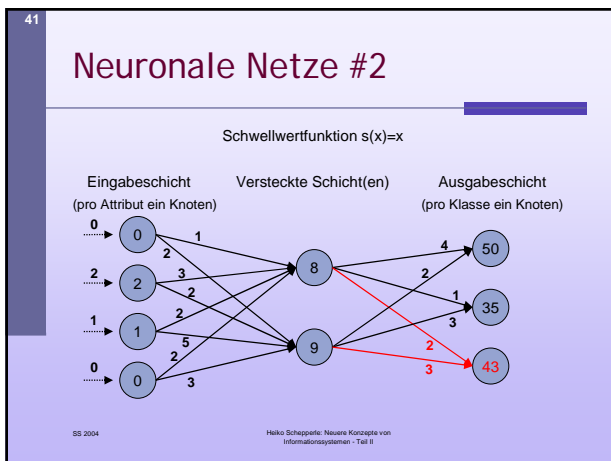 41
Neuronale Netze #2
Schwellwertfunktion s(x)=x
Eingabeschicht
(pro Attribut ein Knoten)
Versteckte Schicht(en)
Ausgabeschicht
(pro Klasse ein Knoten)
0
0
1
2
2
2
3
2
1
1
2
5
0
0
2
3
8
9
4
2
1
3
2
3
50
35
43
SS 2004
Heiko Schepperle: Neuere Konzepte von
Informationssystemen - Teil II